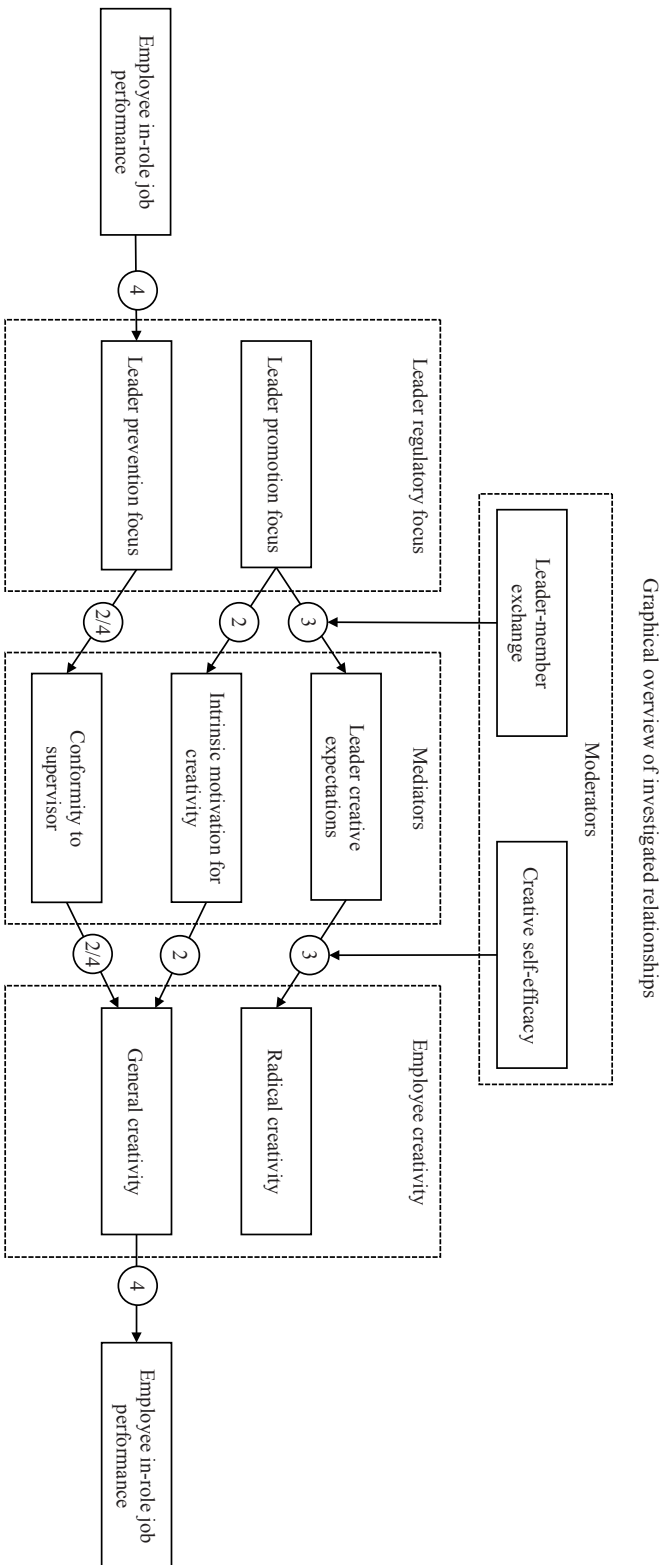 Graphical overview of investigated relationships
Moderators
Leader-member
exchange
Creative self-efficacy
Leader regulatory focus
Mediators
Employee creativity
Leader promotion focus
3
Leader creative
expectations
3
Radical creativity
2
Intrinsic motivation for
creativity
2
Employee in-role job
performance
4
Leader prevention focus
2/4
Conformity to
supervisor
2/4
General creativity
4
Employee in-role job
performance